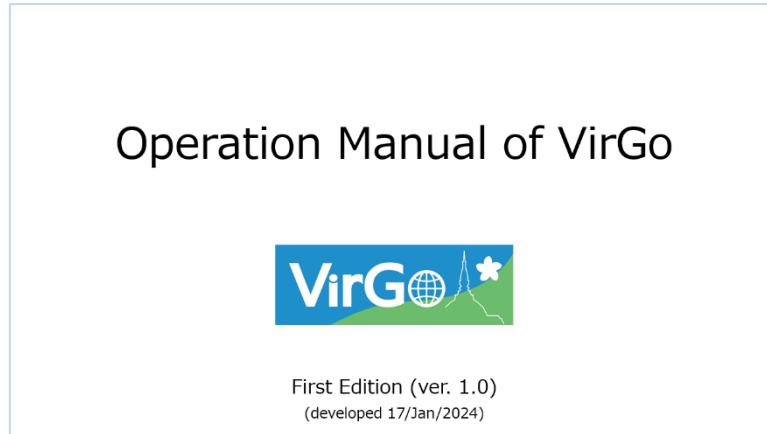 Operation Manual of VirGo
VirGo
First Edition (ver. 1.0)
(developed 17/Jan/2024)